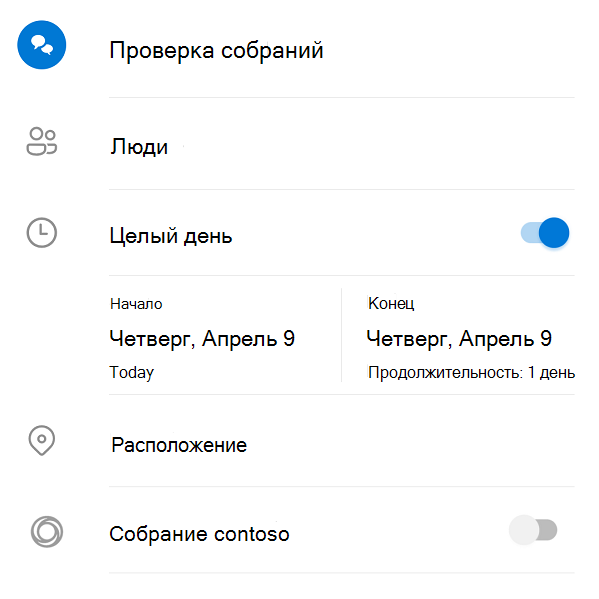 Проверка собраний
Люди
Целый день
Начало
Четверг, Апрель 9
Today
Конец
Четверг, Апрель 9
Продолжительность: 1 день
Расположение
Собрание contoso